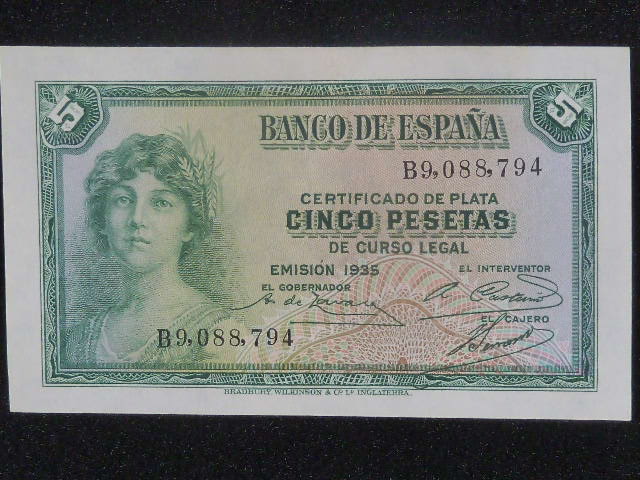 5 5
BANCO DE ESPAÑA
B9,088,794
CERTIFICADO DE PLATA
CINCO PESETAS
DE CURSO LEGAL
EMISIÓN 1935
EL INTERVENTOR
EL GOBERNADOR
EL CAJERO
B9,088,794
BRADBURY WILKINSON & Cº Lº INGLATERRA.